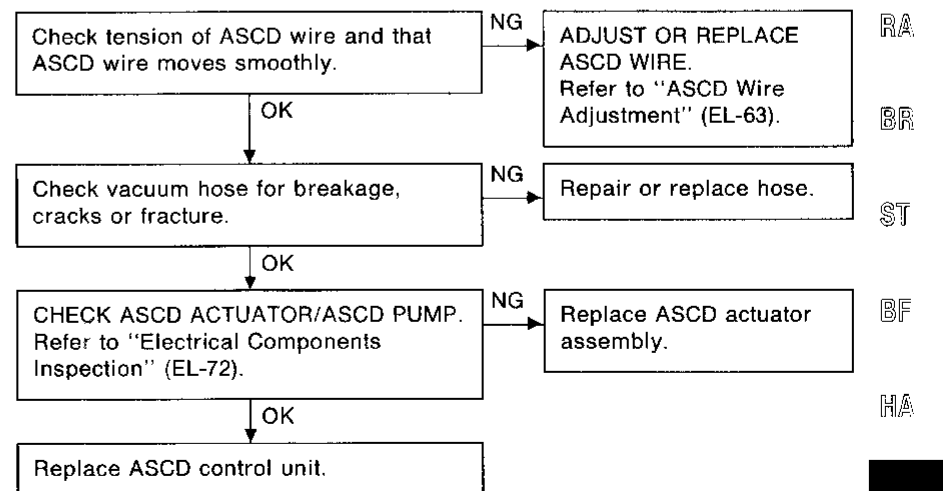 Check tension of ASCD wire and that
ASCD wire moves smoothly.
NG
ADJUST OR REPLACE
ASCD WIRE.
Refer to “ASCD Wire
Adjustment” (EL-63).
OK
Check vacuum hose for breakage,
cracks or fracture.
NG
Repair or replace hose.
OK
CHECK ASCD ACTUATOR/ASCD PUMP.
Refer to “Electrical Components
Inspection” (EL-72).
NG
Replace ASCD actuator
assembly.
OK
Replace ASCD control unit.
RA
BR
ST
BF
HA